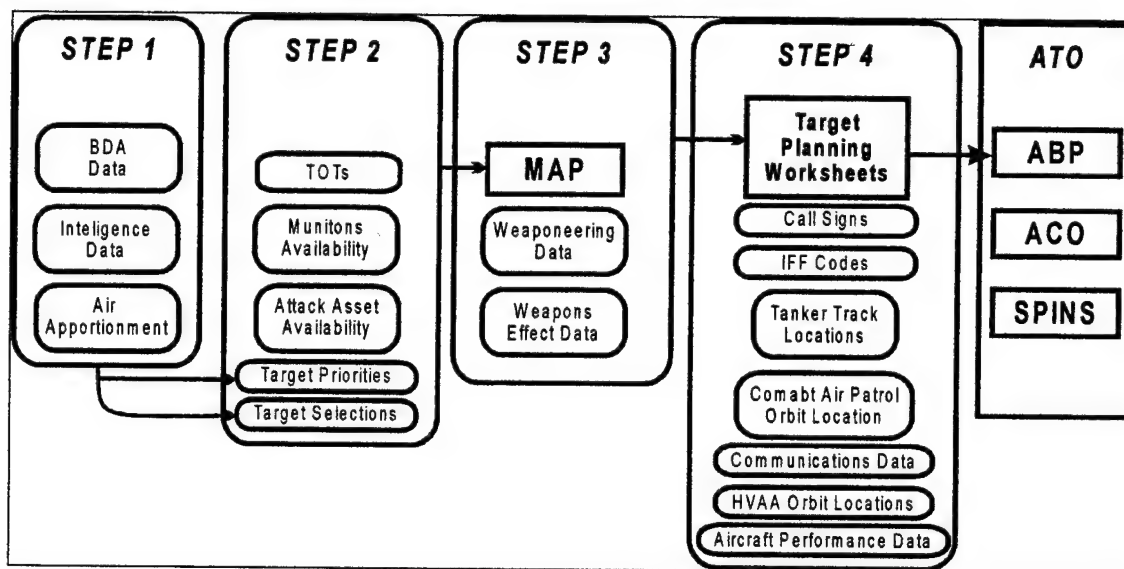 STEP 1
BDA
Data
Inteligence
Data
Air
Apportionment
STEP 2
TOTs
Munitons
Availability
Attack Asset
Availability
Target Priorities
Target Selections
STEP 3
MAP
Weaponeering
Data
Weapons
Effect Data
STEP 4
Target
Planning
Worksheets
Call Signs
IFF Codes
Tanker Track
Locations
Comabt Air Patrol
Orbit Location
Communications Data
HVAA Orbit Locations
Aircraft Performance Data
ATO
ABP
ACO
SPINS